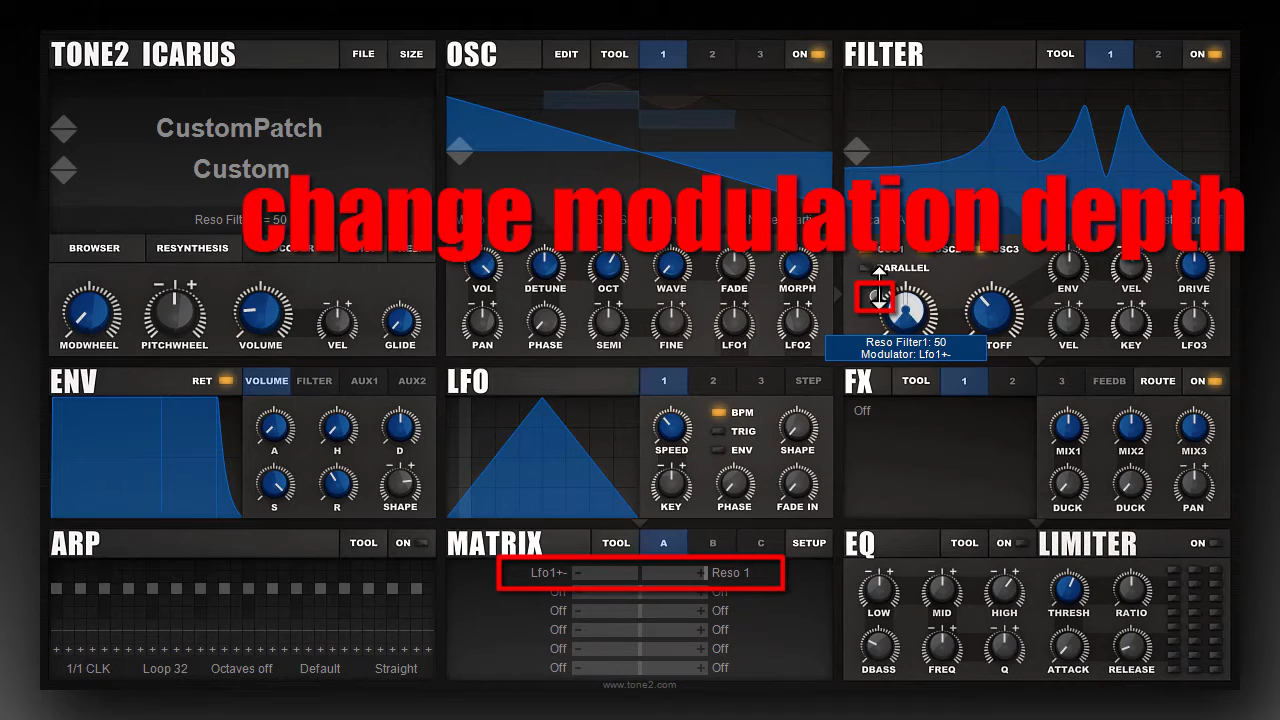 TONE2 ICARUS
FILE
SIZE
CustomPatch
Custom
BROWSER
RESYNTHESIS
MODWHEEL
PITCHWHEEL
VOLUME
VEL
GLIDE
OSC
EDIT
TOOL
1
2
3
ON
VOL
DETUNE
OCT
WAVE
FADE
MORPH
PAN
PHASE
SEMI
FINE
LFO1
LFO2
FILTER
TOOL
1
2
ON
change modulation depth
PARALLEL
ENV
VEL
DRIVE
VEL
KEY
LFO3
Reso Filter1: 50
Modulator: Lfo1+-
ENV
RET
VOLUME
FILTER
AUX1
AUX2
A
H
D
S
R
SHAPE
LFO
1
2
3
STEP
SPEED
BPM
TRIG
ENV
SHAPE
KEY
PHASE
FADE IN
FX
TOOL
1
2
3
FEEDB
ROUTE
ON
Off
MIX1
MIX2
MIX3
DUCK
DUCK
PAN
ARP
TOOL
ON
1/1 CLK
Loop 32
Octaves off
Default
Straight
MATRIX
TOOL
A
B
C
SETUP
Lfo1+- - + Reso 1
Off Off
Off - + Off
Off - + Off
Off - + Off
Off - + Off
EQ
TOOL
ON
LOW
MID
HIGH
DBASS
FREQ
Q
LIMITER
ON
THRESH
RATIO
ATTACK
RELEASE
www.tone2.com